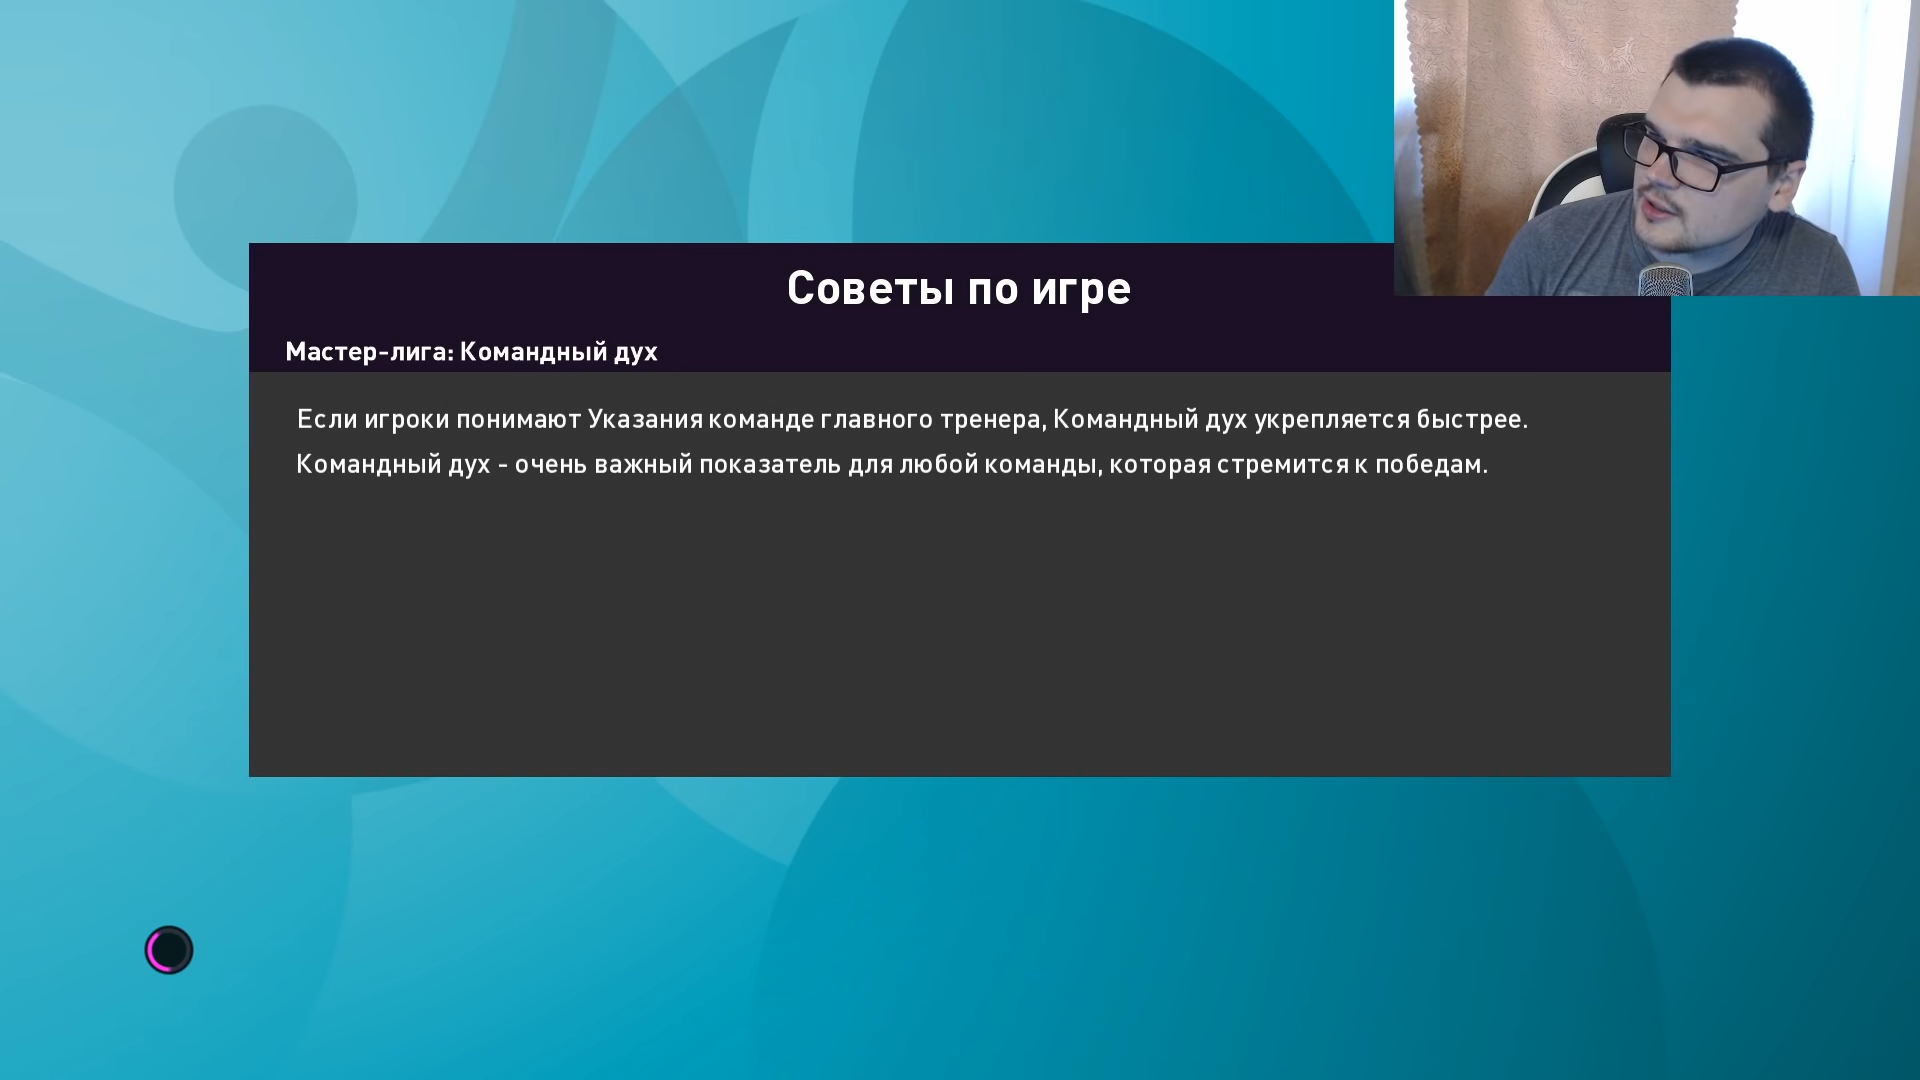 Советы по игре
Мастер-лига: Командный дух
Если игроки понимают Указания команде главного тренера, Командный дух укрепляется быстрее.
Командный дух - очень важный показатель для любой команды, которая стремится к победам.